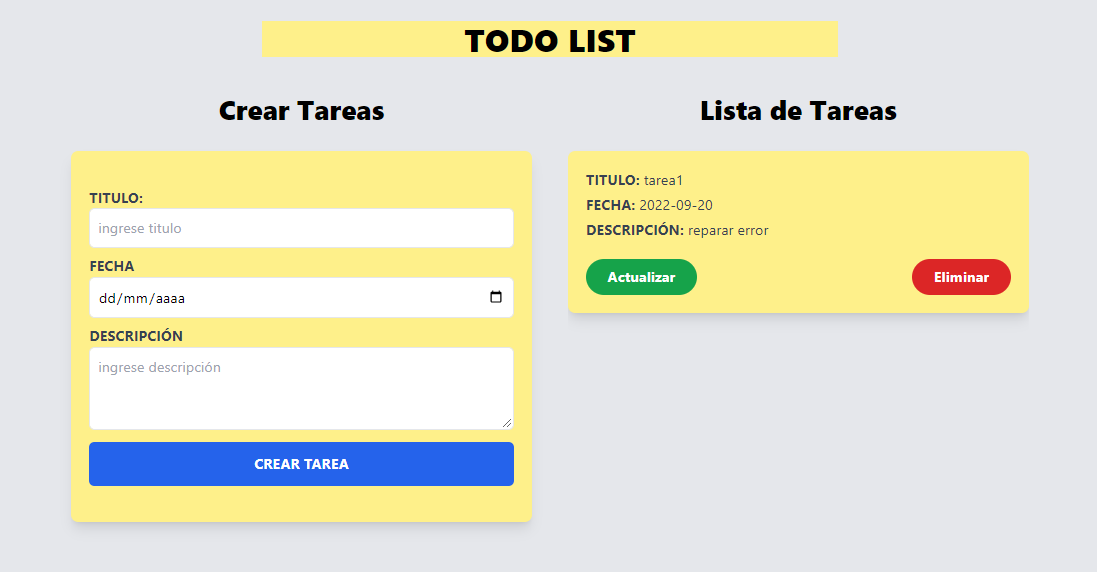 TODO LIST
Crear Tareas
TITULO:
ingrese titulo
FECHA
dd/mm/aaaa
DESCRIPCIÓN
ingrese descripción
CREAR TAREA
Lista de Tareas
TITULO: tarea1
FECHA: 2022-09-20
DESCRIPCIÓN: reparar error
Actualizar
Eliminar